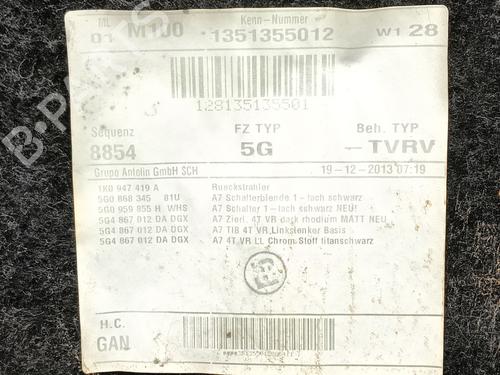 ML Kenn-Nummer
01 M100 1351355012 W1 28
128135135501
Sequenz FZ TYP Beh. TYP
8854 5G -TVRV
Grupo Antolin GmbH SCH 19-12-2013 07:19
1K0 947 419 A Rueckstrahler
5G0 868 345 81U A7 Schalterblende 1-fach schwarz
5G0 959 855 H WHS A7 Schalter 1-fach schwarz NEU!
5G4 867 012 DA DGX A7 Zierl. 4T VR dark rhodium MATT NEU
5G4 867 012 DA DGX A7 TIB 4T VR,Linkslenker Basis
5G4 867 012 DA DGX A7 4T VR LL Chrom Stoff titanschwarz
H.C.
GAN
B-PARTS